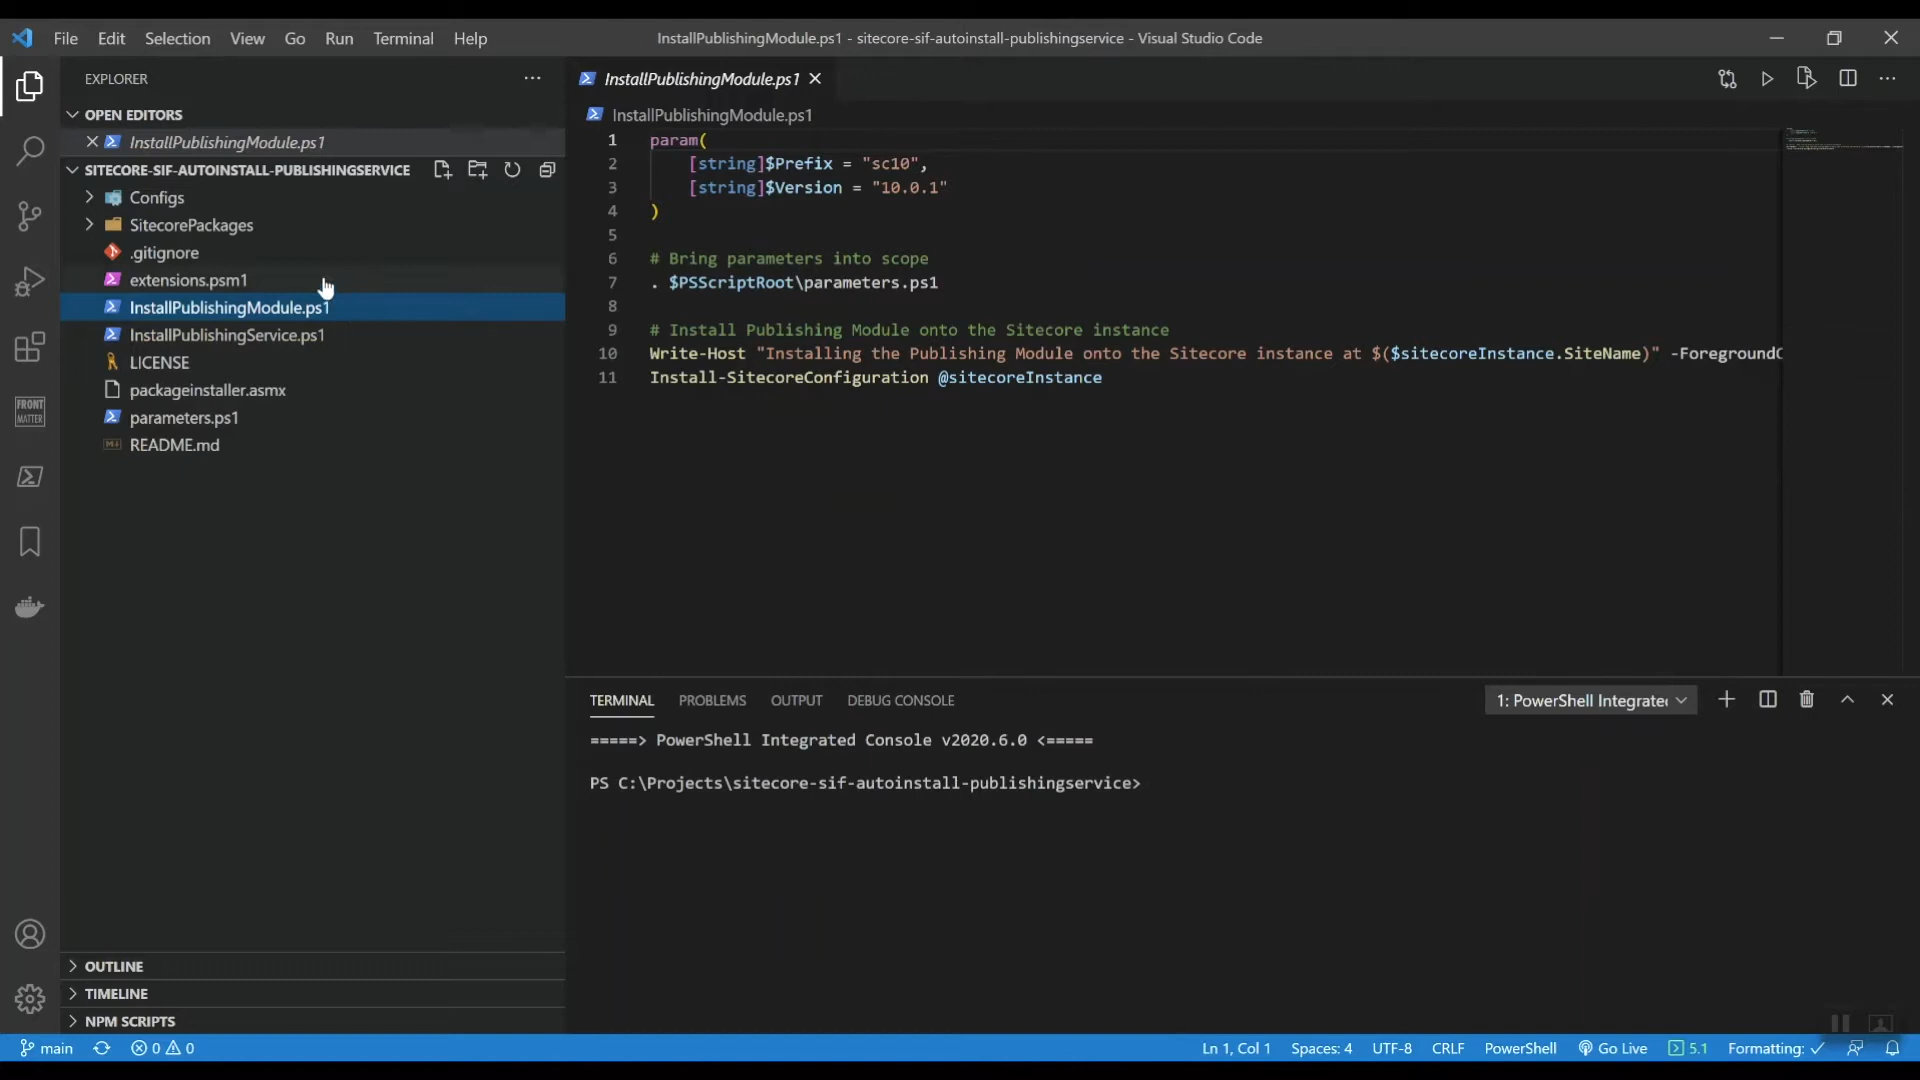 File Edit Selection View Go Run Terminal Help
InstallPublishingModule.ps1 - sitecore-sif-autoinstall-publishingservice - Visual Studio Code
EXPLORER
OPEN EDITORS
InstallPublishingModule.ps1
SITECORE-SIF-AUTOINSTALL-PUBLISHINGSERVICE
Configs
SitecorePackages
.gitignore
extensions.psm1
InstallPublishingModule.ps1
InstallPublishingService.ps1
LICENSE
packageinstaller.asmx
parameters.ps1
README.md
FRONT
MATTER
OUTLINE
TIMELINE
NPM SCRIPTS
InstallPublishingModule.ps1
InstallPublishingModule.ps1
1 param(
2 [string]$Prefix = "sc10",
3 [string]$Version = "10.0.1"
4 )
5
6 # Bring parameters into scope
7 . $PSScriptRoot\parameters.ps1
8
9 # Install Publishing Module onto the Sitecore instance
10 Write-Host "Installing the Publishing Module onto the Sitecore instance at $($sitecoreInstance.SiteName)" -ForegroundC
11 Install-SitecoreConfiguration @sitecoreInstance
TERMINAL PROBLEMS OUTPUT DEBUG CONSOLE
1: PowerShell Integrate
=====> PowerShell Integrated Console v2020.6.0 <=====
PS C:\Projects\sitecore-sif-autoinstall-publishingservice>
main 0 0 Ln 1, Col 1 Spaces: 4 UTF-8 CRLF PowerShell Go Live 5.1 Formatting: ✓